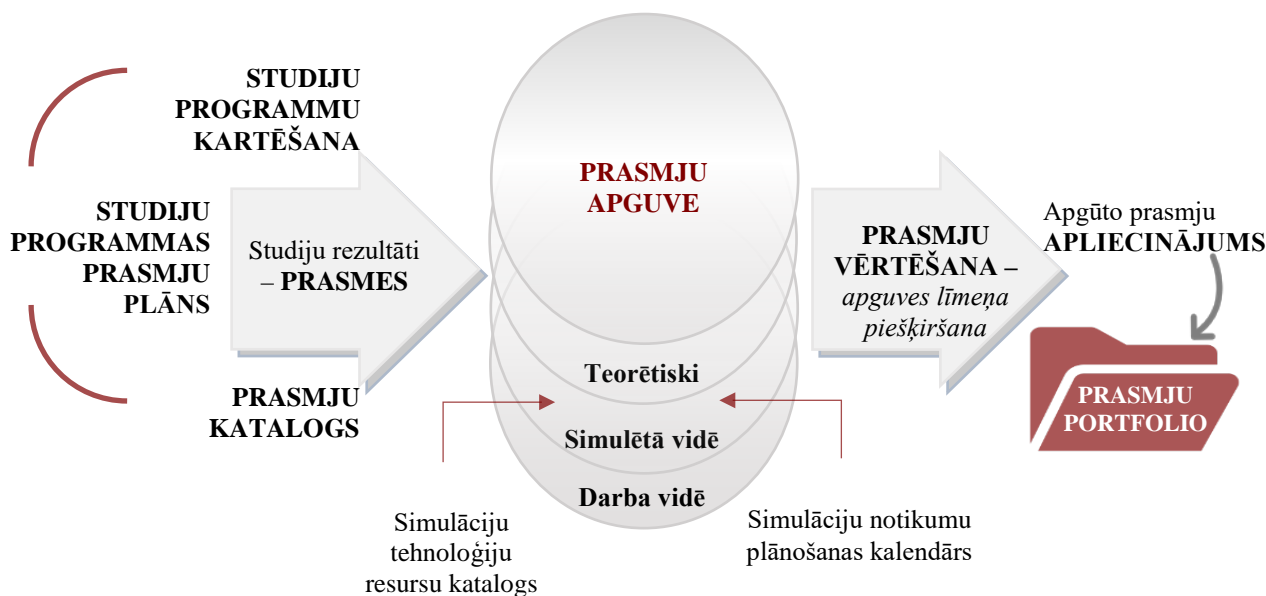 STUDIJU
PROGRAMMU
KARTĒŠANA
STUDIJU
PROGRAMMAS
PRASMJU
PLĀNS
PRASMJU
KATALOGS
Studiju rezultāti
– PRASMES
PRASMJU
APGUVE
Teorētiski
Simulētā vidē
Darba vidē
Simulāciju
tehnoloģiju
resursu katalogs
Simulāciju notikumu
plānošanas kalendārs
PRASMJU
VĒRTĒŠANA –
apguves līmeņa
piešķiršana
Apgūto prasmju
APLIECINĀJUMS
PRASMJU
PORTFOLIO